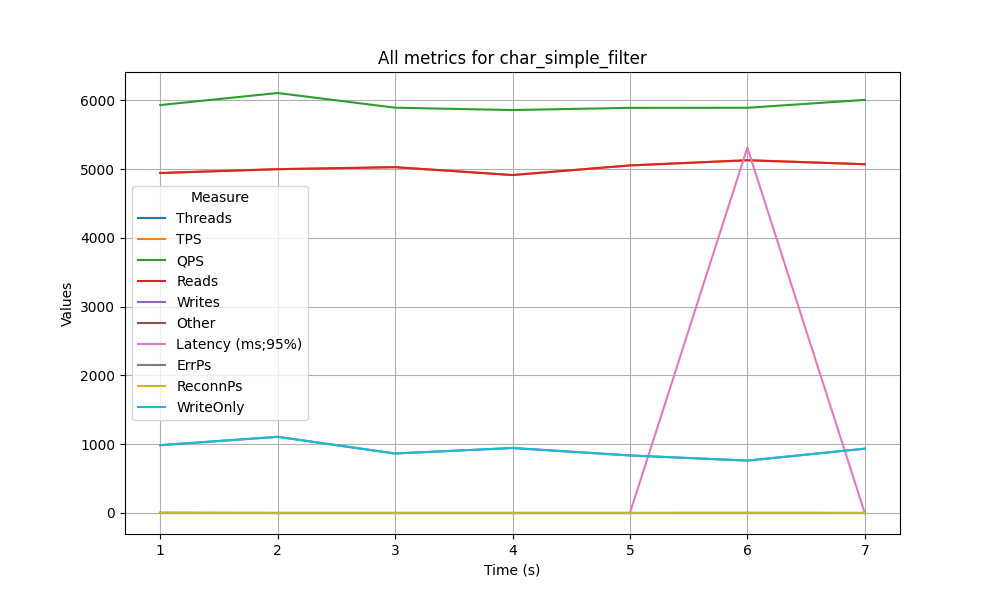 All metrics for char_simple_filter
6000
5000
4000
3000
2000
1000
0
Values
Measure
Threads
TPS
QPS
Reads
Writes
Other
Latency (ms;95%)
ErrPs
ReconnPs
WriteOnly
1 2 3 4 5 6 7
Time (s)